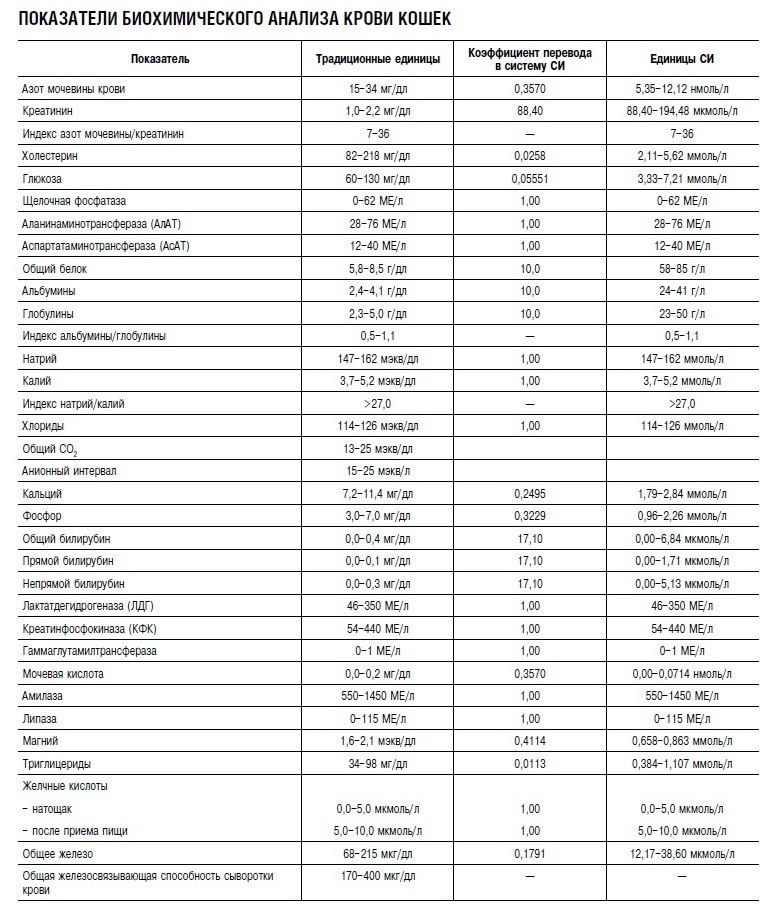 ПОКАЗАТЕЛИ БИОХИМИЧЕСКОГО АНАЛИЗА КРОВИ КОШЕК
Показатель Традиционные единицы Коэффициент перевода в систему СИ Единицы СИ
Азот мочевины крови 15–34 мг/дл 0,3570 5,35–12,12 нмоль/л
Креатинин 1,0–2,2 мг/дл 88,40 88,40–194,48 мкмоль/л
Индекс азот мочевины/креатинин 7–36 — 7–36
Холестерин 82–218 мг/дл 0,0258 2,11–5,62 ммоль/л
Глюкоза 60–130 мг/дл 0,05551 3,33–7,21 ммоль/л
Щелочная фосфатаза 0–62 МЕ/л 1,00 0–62 МЕ/л
Аланинаминотрансфераза (АлАТ) 28–76 МЕ/л 1,00 28–76 МЕ/л
Аспартатаминотрансфераза (АсАТ) 12–40 МЕ/л 1,00 12–40 МЕ/л
Общий белок 5,8–8,5 г/дл 10,0 58–85 г/л
Альбумины 2,4–4,1 г/дл 10,0 24–41 г/л
Глобулины 2,3–5,0 г/дл 10,0 23–50 г/л
Индекс альбумины/глобулины 0,5–1,1 — 0,5–1,1
Натрий 147–162 мэкв/дл 1,00 147–162 ммоль/л
Калий 3,7–5,2 мэкв/дл 1,00 3,7–5,2 ммоль/л
Индекс натрий/калий >27,0 — >27,0
Хлориды 114–126 мэкв/дл 1,00 114–126 ммоль/л
Общий CO2 13–25 мэкв/дл
Анионный интервал 15–25 мэкв/л
Кальций 7,2–11,4 мг/дл 0,2495 1,79–2,84 ммоль/л
Фосфор 3,0–7,0 мг/дл 0,3229 0,96–2,26 ммоль/л
Общий билирубин 0,0–0,4 мг/дл 17,10 0,00–6,84 мкмоль/л
Прямой билирубин 0,0–0,1 мг/дл 17,10 0,00–1,71 мкмоль/л
Непрямой билирубин 0,0–0,3 мг/дл 17,10 0,00–5,13 мкмоль/л
Лактатдегидрогеназа (ЛДГ) 46–350 МЕ/л 1,00 46–350 МЕ/л
Креатинфосфокиназа (КФК) 54–440 МЕ/л 1,00 54–440 МЕ/л
Гаммаглутамилтрансфераза 0–1 МЕ/л 1,00 0–1 МЕ/л
Мочевая кислота 0,0–0,2 мг/дл 0,3570 0,00–0,0714 нмоль/л
Амилаза 550–1450 МЕ/л 1,00 550–1450 МЕ/л
Липаза 0–115 МЕ/л 1,00 0–115 МЕ/л
Магний 1,6–2,1 мэкв/дл 0,4114 0,658–0,863 ммоль/л
Триглицериды 34–98 мг/дл 0,0113 0,384–1,107 ммоль/л
Желчные кислоты
– натощак 0,0–5,0 мкмоль/л 1,00 0,0–5,0 мкмоль/л
– после приема пищи 5,0–10,0 мкмоль/л 1,00 5,0–10,0 мкмоль/л
Общее железо 68–215 мкг/дл 0,1791 12,17–38,60 мкмоль/л
Общая железосвязывающая способность сыворотки крови 170–400 мкг/дл — —